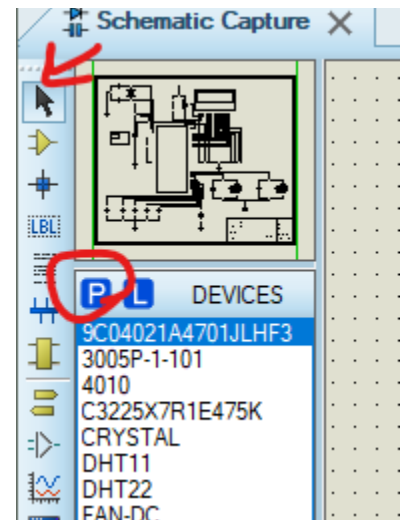 Schematic Capture
LBL
P L DEVICES
9C04021A4701JLHF3
3005P-1-101
4010
C3225X7R1E475K
CRYSTAL
DHT11
DHT22
FAN-DC